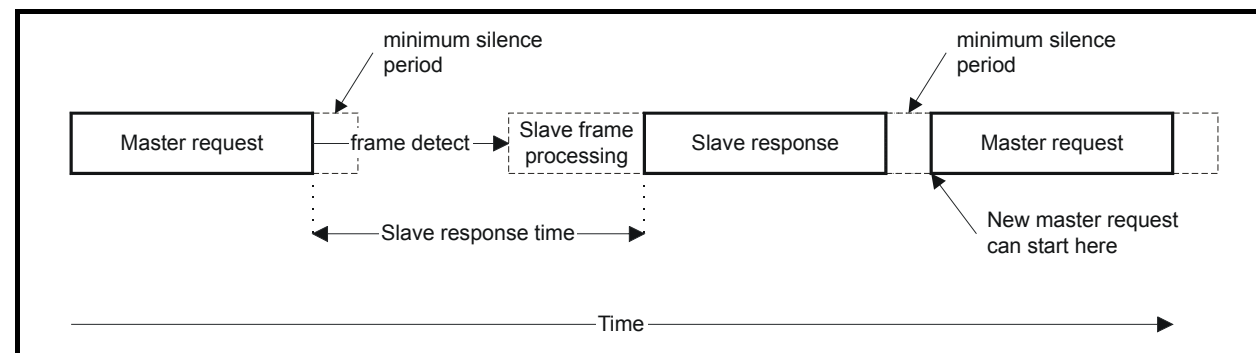 minimum silence
period
minimum silence
period
Master request
frame detect
Slave frame
processing
Slave response
Master request
Slave response time
New master request
can start here
Time